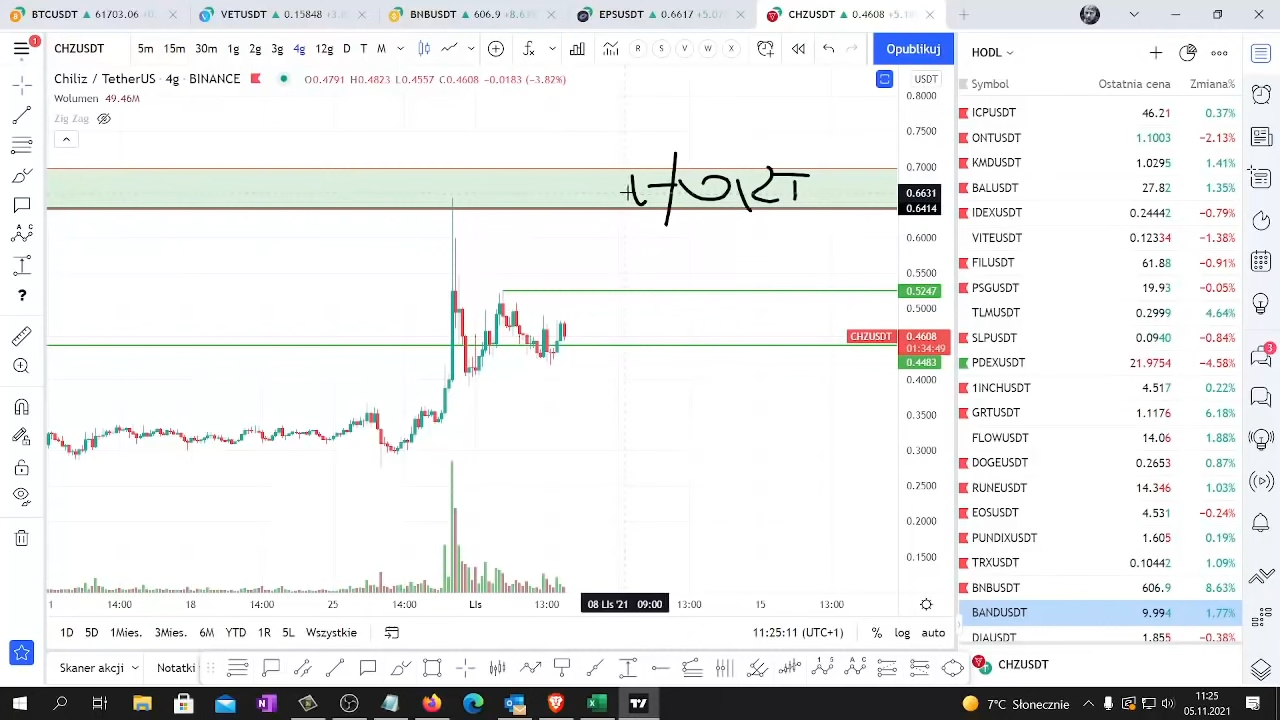 BTCUSDT ▲ 61703.06 +0
VETUSDT ▲ 0.15844 +3
BNBUSDT ▲ 606.9 +8.6
EPSUSDT ▲ 0.6617 +5.0
CHZUSDT ▲ 0.4608 +5.1
1
CHZUSDT 5m 15m 30m 1g 2g 3g 4g 12g D T M R S V W X Opublikuj HODL
Chiliz / TetherUS · 4g · BINANCE O0.4791 H0.4823 L0.4557 C0.4608 −0.0183 (−3.82%) USDT
Wolumen 49.46M
Zig Zag
0.8000
0.7500
0.7000
0.6631
0.6414
0.6000
0.5500
0.5247
0.5000
CHZUSDT 0.4608
01:34:49
0.4483
0.4000
0.3500
0.3000
0.2500
0.2000
0.1500
1 14:00 18 14:00 25 14:00 Lis 13:00 08 Lis '21 09:00 13:00 15 13:00
1D 5D 1Mies. 3Mies. 6M YTD 1R 5L Wszystkie 11:25:11 (UTC+1) % log auto
Skaner akcji Notatki
Symbol Ostatnia cena Zmiana%
ICPUSDT 46.21 0.37%
ONTUSDT 1.1003 −2.13%
KMDUSDT 1.0295 1.41%
BALUSDT 27.82 1.35%
IDEXUSDT 0.24442 −0.79%
VITEUSDT 0.12334 −1.38%
FILUSDT 61.88 −0.91%
PSGUSDT 19.93 −0.05%
TLMUSDT 0.2999 4.64%
SLPUSDT 0.0940 −0.84%
PDEXUSDT 21.9754 −4.58%
1INCHUSDT 4.517 0.22%
GRTUSDT 1.1176 6.18%
FLOWUSDT 14.06 1.88%
DOGEUSDT 0.2653 0.87%
RUNEUSDT 14.346 1.03%
EOSUSDT 4.531 −0.24%
PUNDIXUSDT 1.605 0.19%
TRXUSDT 0.10442 1.09%
BNBUSDT 606.9 8.63%
BANDUSDT 9.994 1.77%
DIAUSDT 1.855 −0.38%
CHZUSDT
3
7°C Słonecznie 11:25
05.11.2021